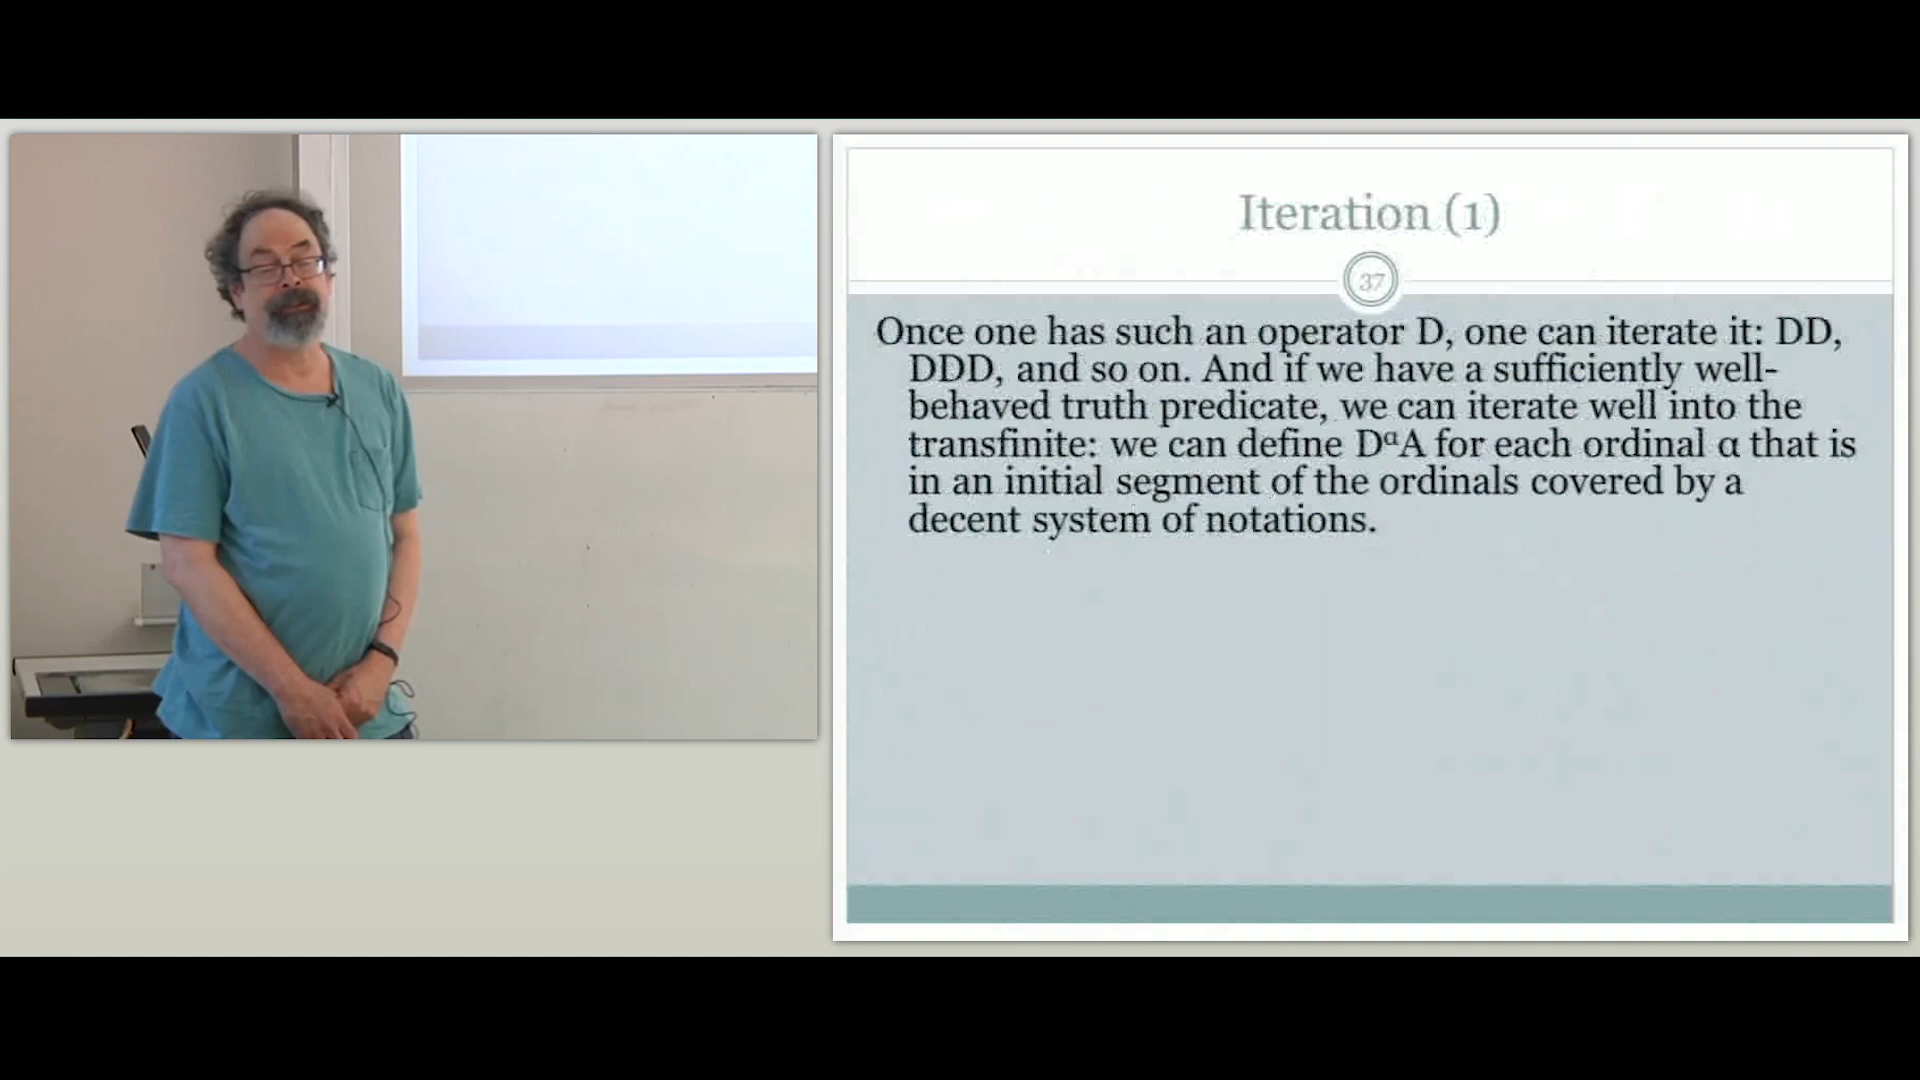 Iteration (1)
37
Once one has such an operator D, one can iterate it: DD,
DDD, and so on. And if we have a sufficiently well-
behaved truth predicate, we can iterate well into the
transfinite: we can define DᵅA for each ordinal α that is
in an initial segment of the ordinals covered by a
decent system of notations.